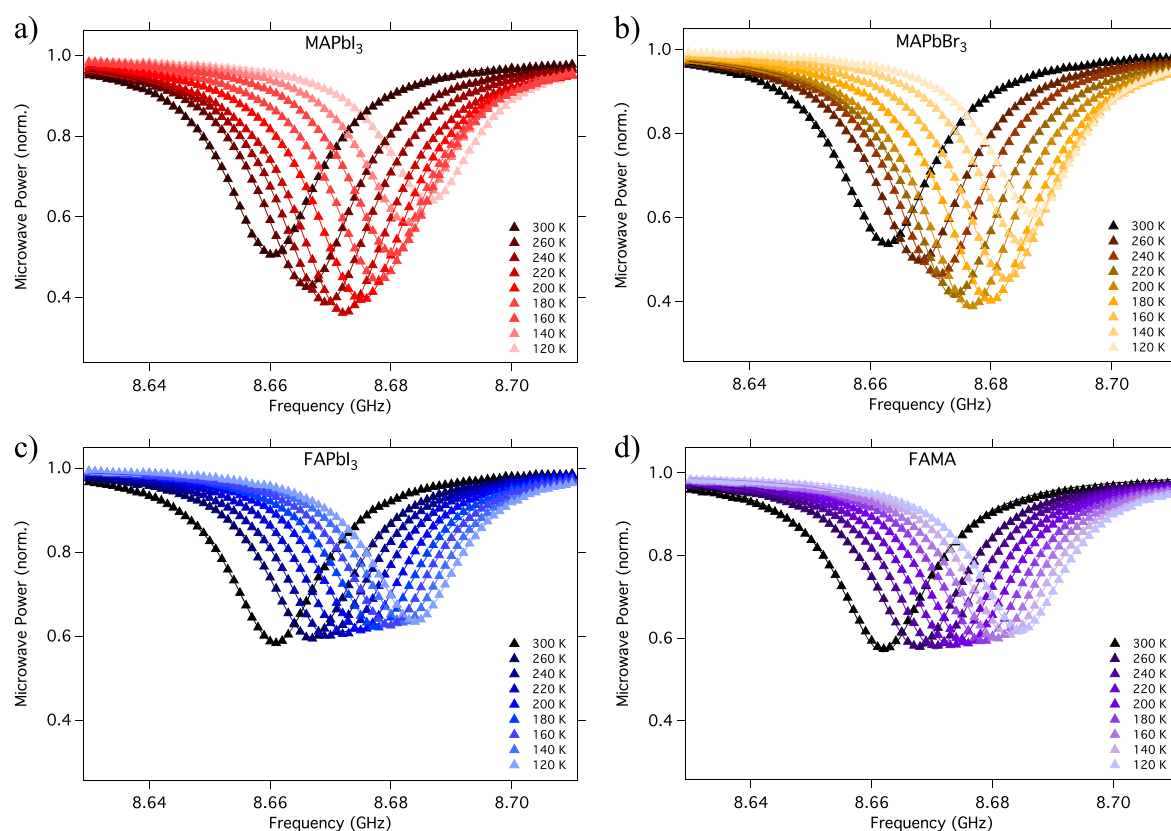 a)
MAPbI3
1.0
0.8
0.6
0.4
Microwave Power (norm.)
300 K
260 K
240 K
220 K
200 K
180 K
160 K
140 K
120 K
8.64
8.66
8.68
8.70
Frequency (GHz)
b)
MAPbBr3
1.0
0.8
0.6
0.4
Microwave Power (norm.)
300 K
260 K
240 K
220 K
200 K
180 K
160 K
140 K
120 K
8.64
8.66
8.68
8.70
Frequency (GHz)
c)
FAPbI3
1.0
0.8
0.6
0.4
Microwave Power (norm.)
300 K
260 K
240 K
220 K
200 K
180 K
160 K
140 K
120 K
8.64
8.66
8.68
8.70
Frequency (GHz)
d)
FAMA
1.0
0.8
0.6
0.4
Microwave Power (norm.)
300 K
260 K
240 K
220 K
200 K
180 K
160 K
140 K
120 K
8.64
8.66
8.68
8.70
Frequency (GHz)